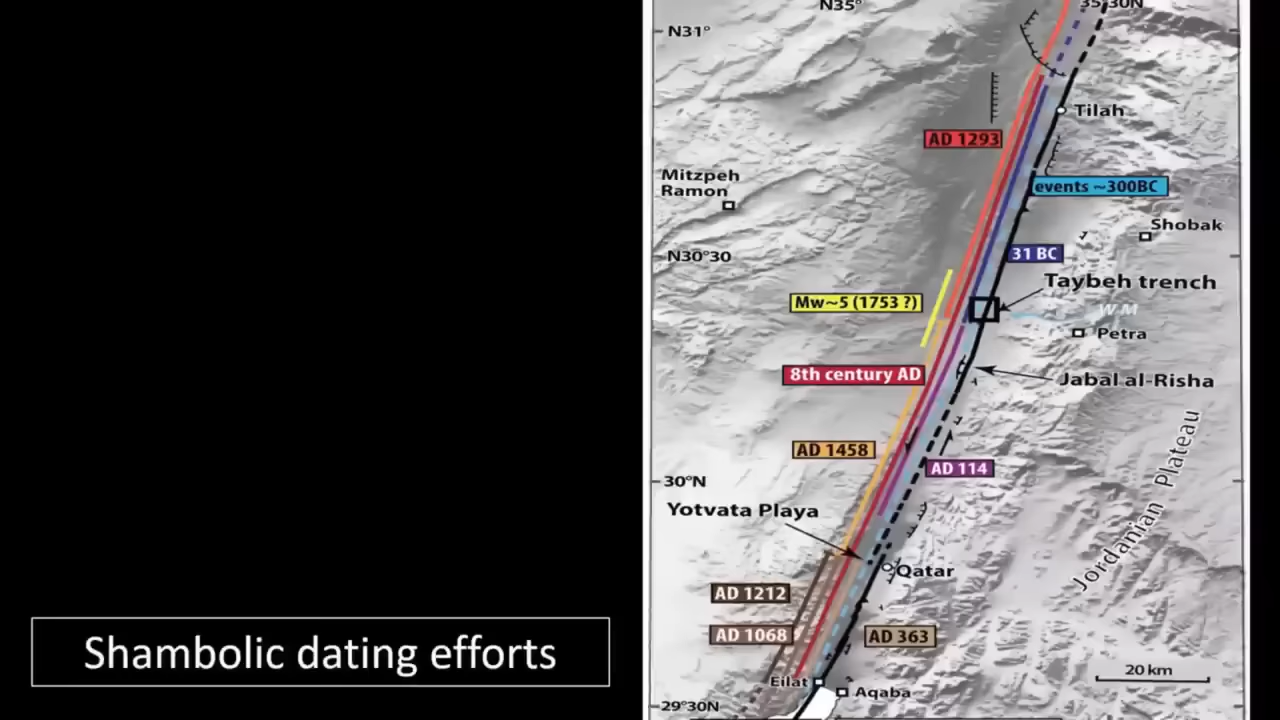 N35°
35°30N
N31°
Tilah
AD 1293
Mitzpeh
Ramon
events ~300BC
Shobak
N30°30
31 BC
Taybeh trench
Mw~5 (1753 ?)
W M
Petra
8th century AD
Jabal al-Risha
AD 1458
AD 114
30°N
Yotvata Playa
Jordanian Plateau
Qatar
AD 1212
AD 1068
AD 363
Shambolic dating efforts
20 km
Eilat
Aqaba
29°30N